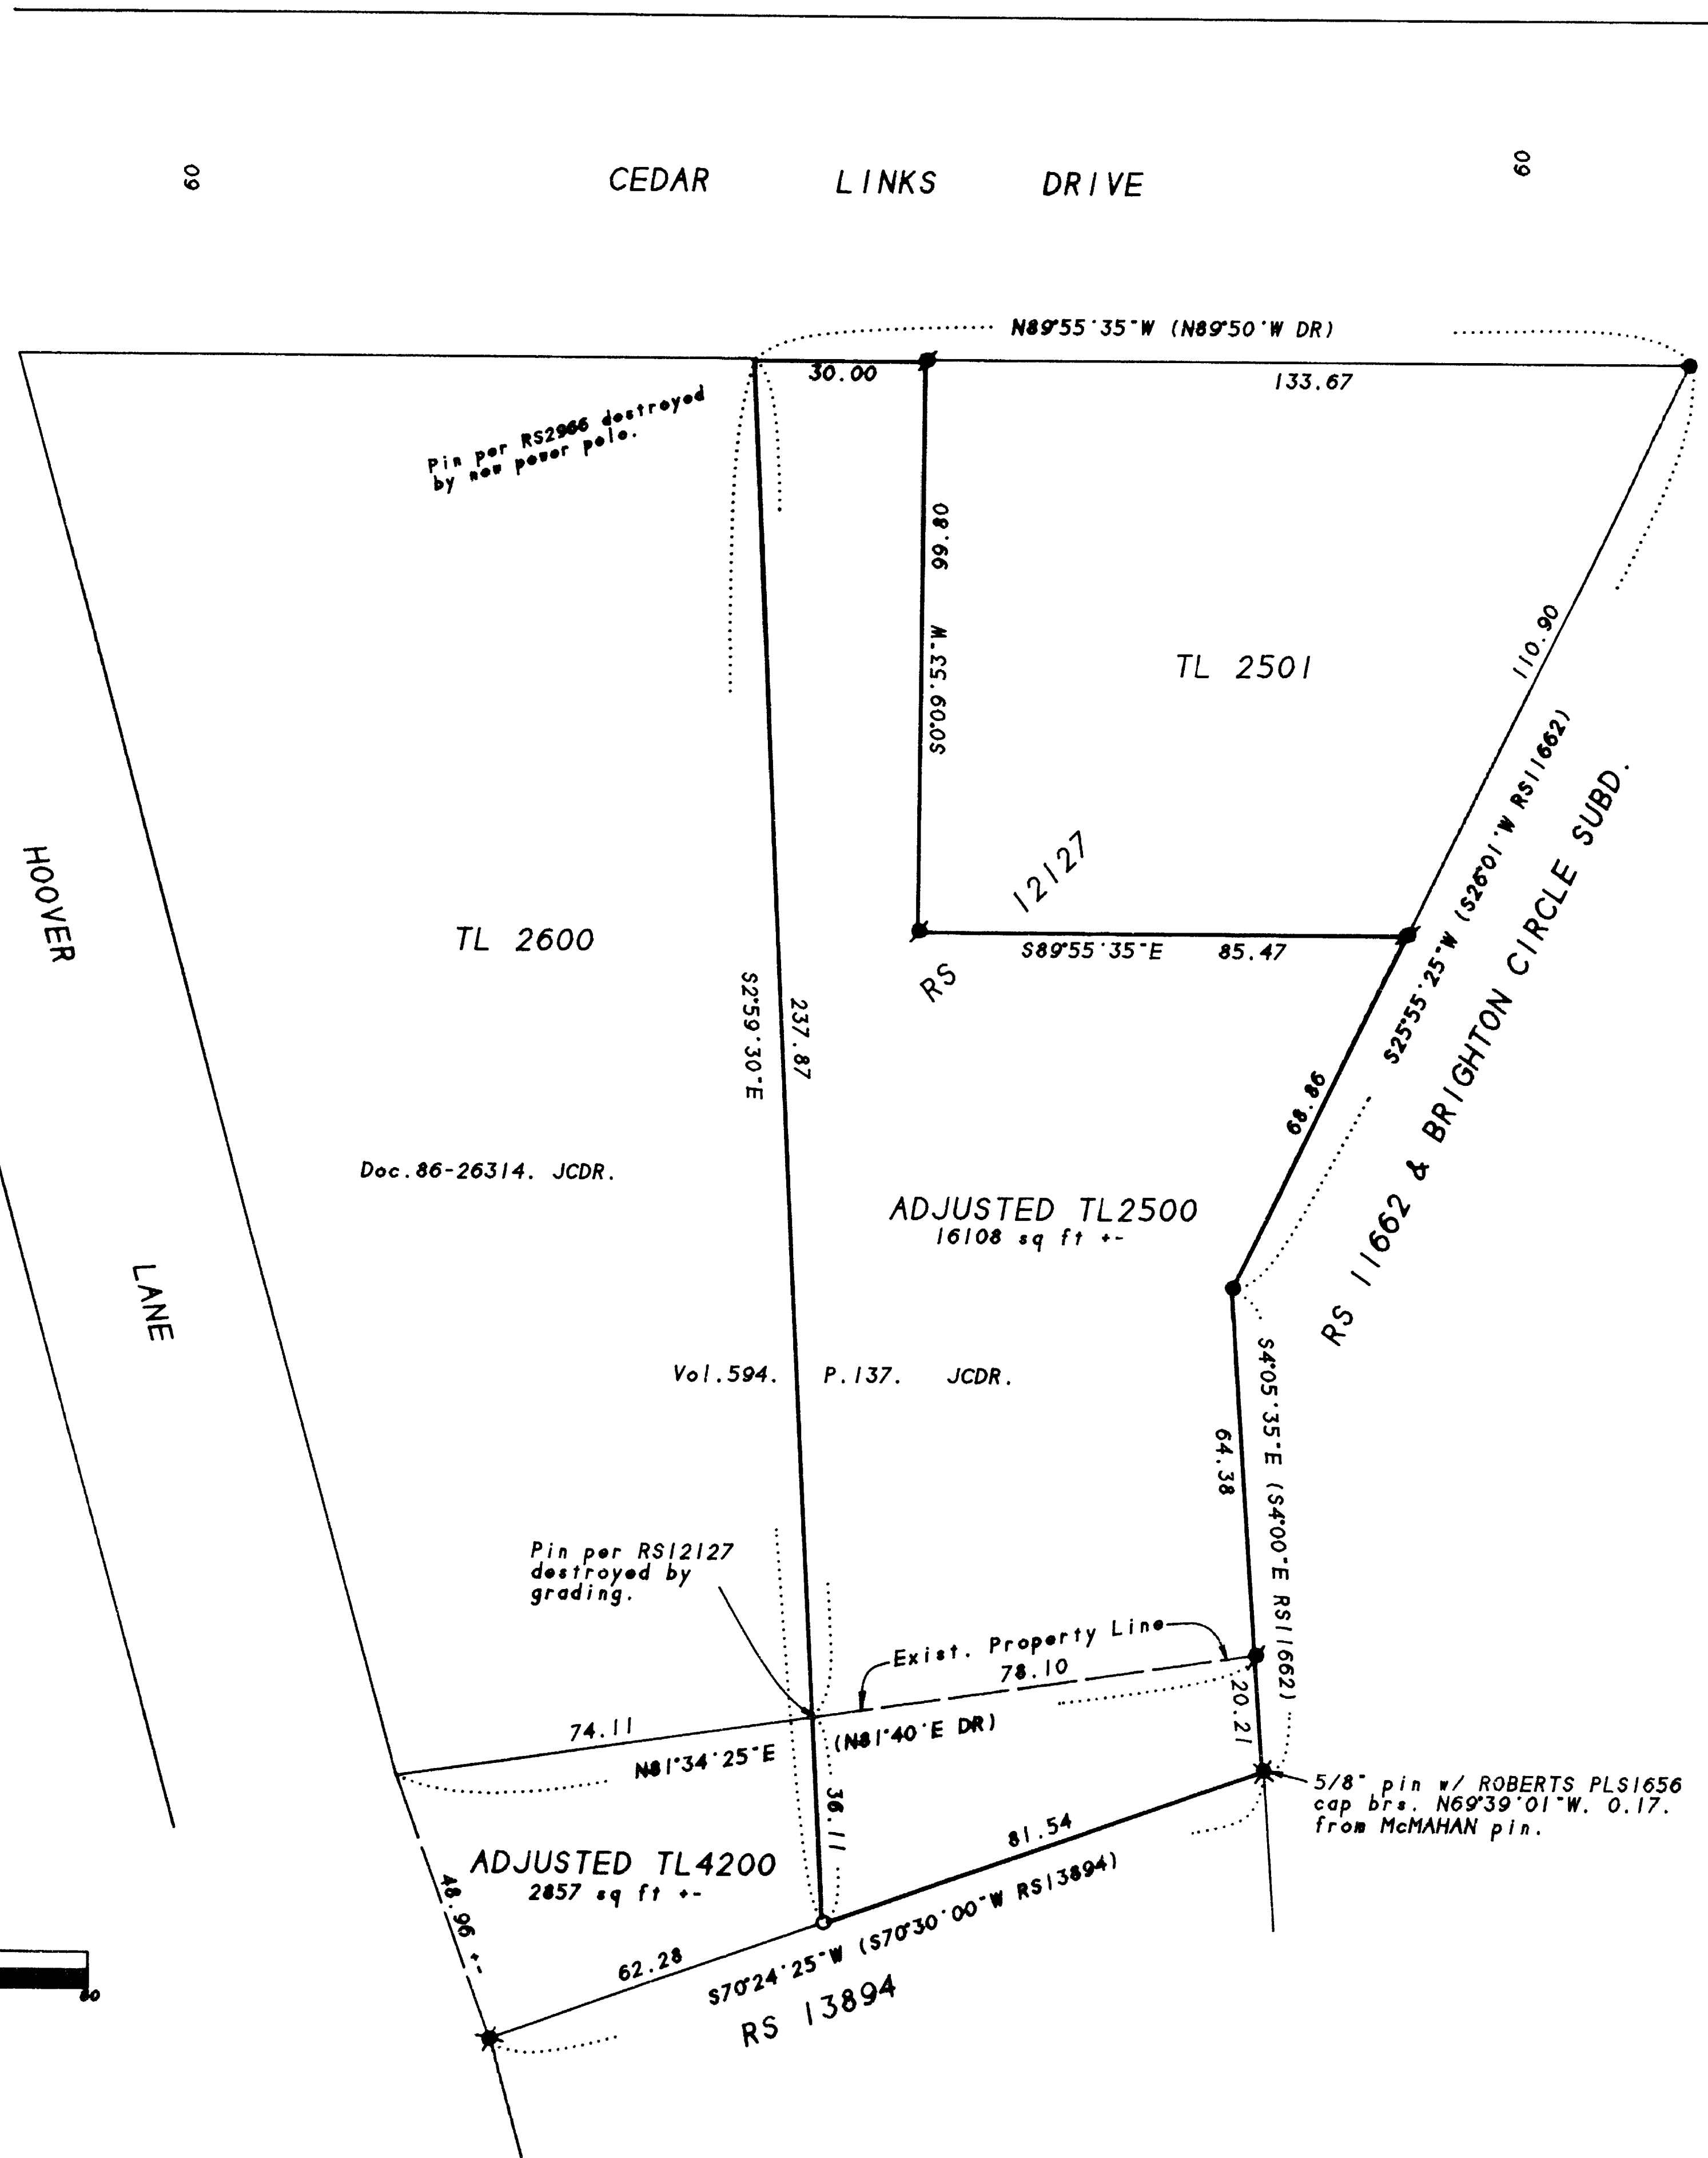 60
CEDAR LINKS DRIVE
60
N89°55'35"W (N89°50'W DR)
30.00
133.67
Pin per RS2966 destroyed
by new power pole.
99.80
S0°09'53"W
TL 2501
110.90
S25°55'25"W (S26°01'W RS11662)
RS 11662 & BRIGHTON CIRCLE SUBD.
HOOVER
LANE
TL 2600
RS 12127
S89°55'35"E 85.47
237.87
S2°59'30"E
68.86
Doc.86-26314. JCDR.
ADJUSTED TL2500
16108 sq ft +-
Vol.594. P.137. JCDR.
S4°05'35"E (S4°00"E RS11662)
64.38
Pin per RS12127
destroyed by
grading.
Exist. Property Line
78.10
74.11
N81°34'25"E
(N81°40'E DR)
20.21
36.11
5/8" pin w/ ROBERTS PLS1656
cap brs. N69°39'01"W. 0.17.
from McMAHAN pin.
81.54
ADJUSTED TL4200
2857 sq ft +-
48.96 +-
62.28
S70°24'25"W (S70°30'00"W RS13894)
RS 13894
60